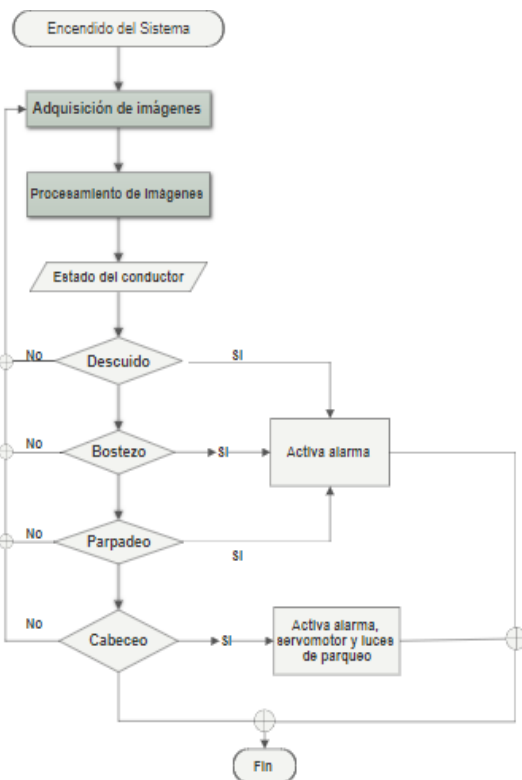 Encendido del Sistema
Adquisición de imágenes
Procesamiento de Imágenes
Estado del conductor
No
Descuido
SI
No
Bostezo
SI
Activa alarma
No
Parpadeo
SI
No
Cabeceo
SI
Activa alarma,
servomotor y luces
de parqueo
Fin